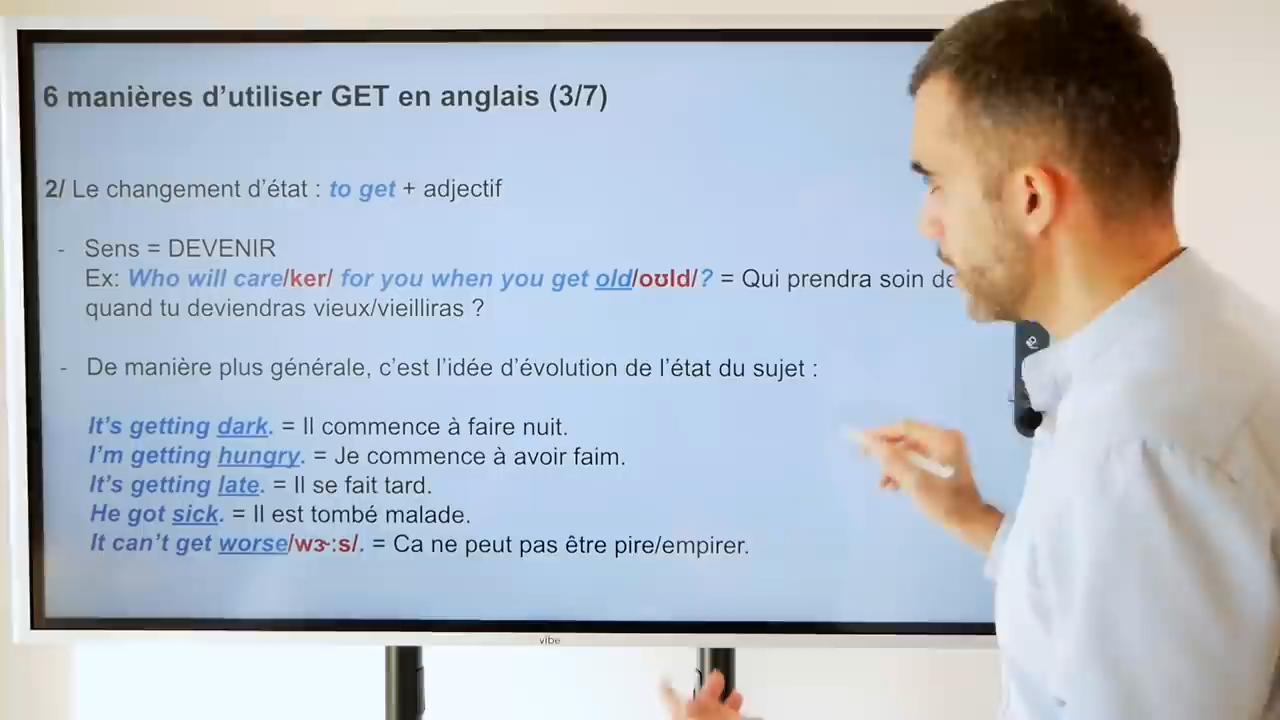 6 manières d'utiliser GET en anglais (3/7)
2/ Le changement d'état : to get + adjectif
- Sens = DEVENIR
Ex: Who will care/ker/ for you when you get old/oʊld/? = Qui prendra soin
quand tu deviendras vieux/vieilliras ?
- De manière plus générale, c'est l'idée d'évolution de l'état du sujet :
It's getting dark. = Il commence à faire nuit.
I'm getting hungry. = Je commence à avoir faim.
It's getting late. = Il se fait tard.
He got sick. = Il est tombé malade.
It can't get worse/wɝːs/. = Ca ne peut pas être pire/empirer.
vibe